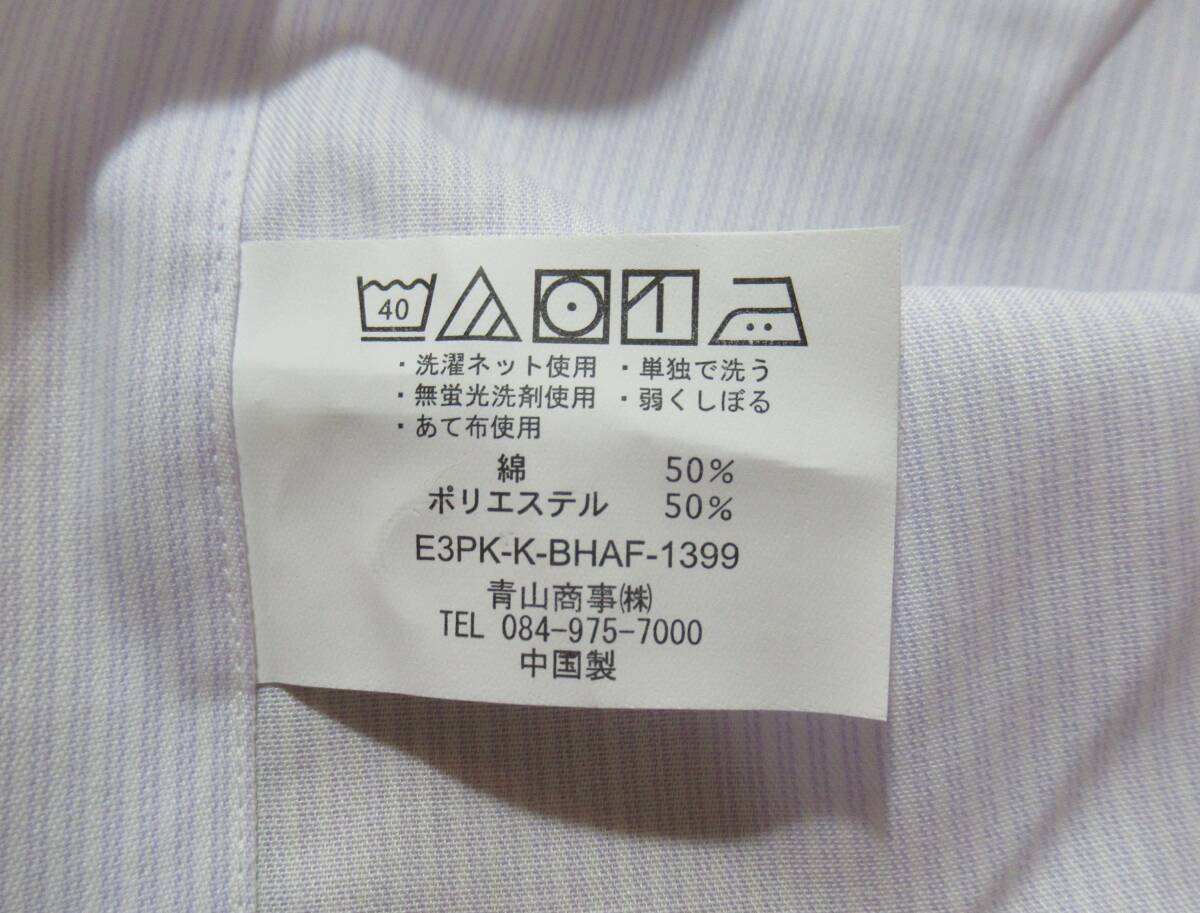 40
・洗濯ネット使用 ・単独で洗う
・無蛍光洗剤使用 ・弱くしぼる
・あて布使用
綿 50%
ポリエステル 50%
E3PK-K-BHAF-1399
青山商事㈱
TEL 084-975-7000
中国製